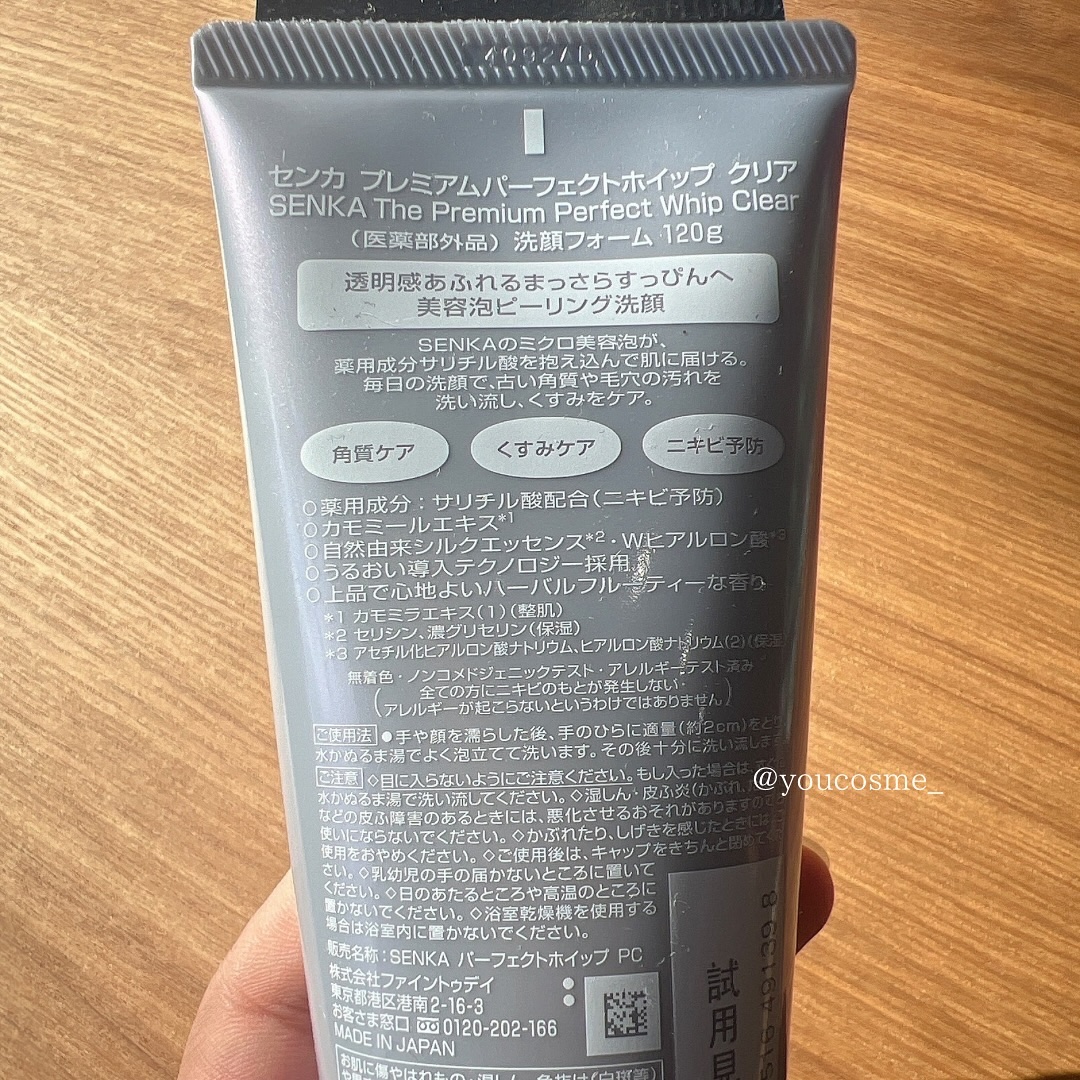 センカ プレミアムパーフェクトホイップ クリア
SENKA The Premium Perfect Whip Clear
（医薬部外品）洗顔フォーム 120g
透明感あふれるまっさらすっぴんへ
美容泡ピーリング洗顔
SENKAのミクロ美容泡が、
薬用成分サリチル酸を抱え込んで肌に届ける。
毎日の洗顔で、古い角質や毛穴の汚れを
洗い流し、くすみをケア。
角質ケア くすみケア ニキビ予防
○薬用成分：サリチル酸配合（ニキビ予防）
○カモミールエキス*1
○自然由来シルクエッセンス*2・Wヒアルロン酸*3
○うるおい導入テクノロジー採用
○上品で心地よいハーバルフルーティーな香り
*1 カモミラエキス（1）（整肌）
*2 セリシン、濃グリセリン（保湿）
*3 アセチル化ヒアルロン酸ナトリウム、ヒアルロン酸ナトリウム（2）（保湿
無着色・ノンコメドジェニックテスト・アレルギーテスト済み
（全ての方にニキビのもとが発生しない・
アレルギーが起こらないというわけではありません）
ご使用法 ●手や顔を濡らした後、手のひらに適量（約2cm）をとり、
水かぬるま湯でよく泡立てて洗います。その後十分に洗い流します
ご注意 ◇目に入らないようにご注意ください。もし入った場合は
水かぬるま湯で洗い流してください。◇湿しん・皮ふ炎（かぶれ、
などの皮ふ障害のあるときには、悪化させるおそれがありますので
使いにならないでください。◇かぶれたり、しげきを感じたときには
使用をおやめください。◇ご使用後は、キャップをきちんと閉めて
さい。◇乳幼児の手の届かないところに置いて
ください。◇日のあたるところや高温のところに
置かないでください。◇浴室乾燥機を使用する
場合は浴室内に置かないでください。
販売名称：SENKA パーフェクトホイップ PC
株式会社ファイントゥデイ
東京都港区港南2-16-3
お客さま窓口 0120-202-166
MADE IN JAPAN
お肌に傷やはれもの・湿しん、色抜け（白斑等）
試用見
49139 8
@youcosme_